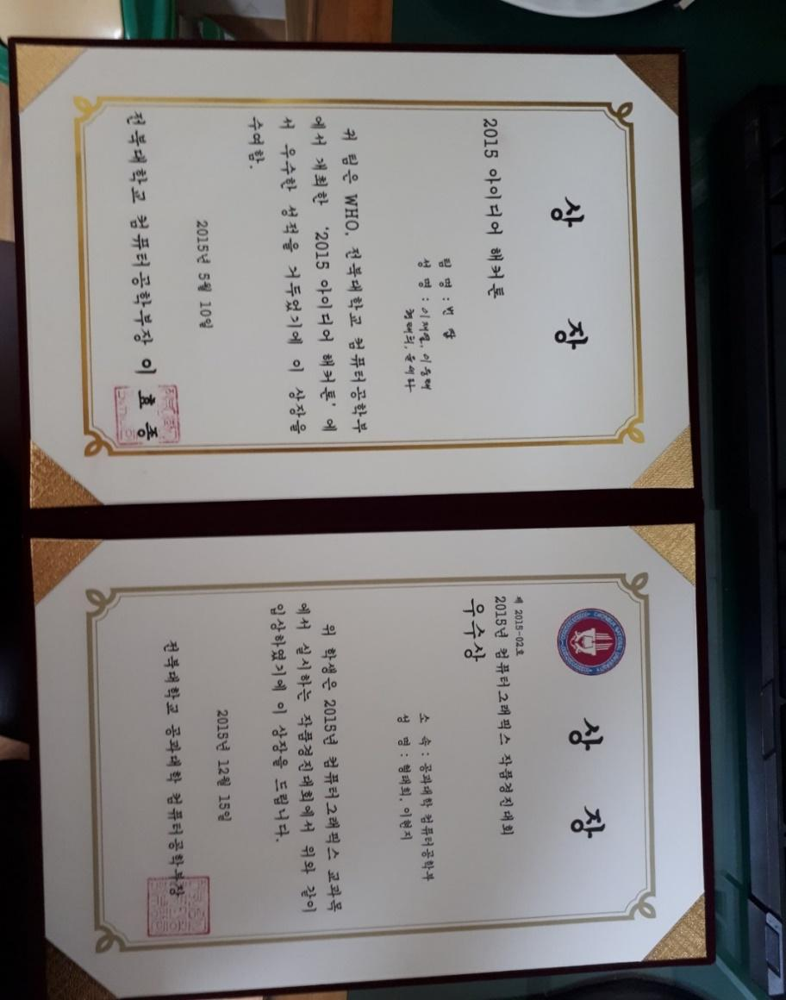 상 장
2015 아이디어 해커톤
팀 명 : 번 쩝
성 명 : 이재열, 이동해
형태희, 윤예나
귀 팀은 WHO, 전북대학교 컴퓨터공학부
에서 개최한 '2015 아이디어 해커톤' 에
서 우수한 성적을 거두었기에 이 상장을
수여함.
2015년 5월 10일
전북대학교 컴퓨터공학부장 이 효 종
CHONBUK NATIONAL UNIVERSITY
상 장
제 2015-02호
2015년 컴퓨터그래픽스 작품경진대회
우수상
소 속 : 공과대학 컴퓨터공학부
성 명 : 형태희, 이현지
위 학생은 2015년 컴퓨터그래픽스 교과목
에서 실시하는 작품경진대회에서 위와 같이
입상하였기에 이 상장을 드립니다.
2015년 12월 15일
전북대학교 공과대학 컴퓨터공학부장